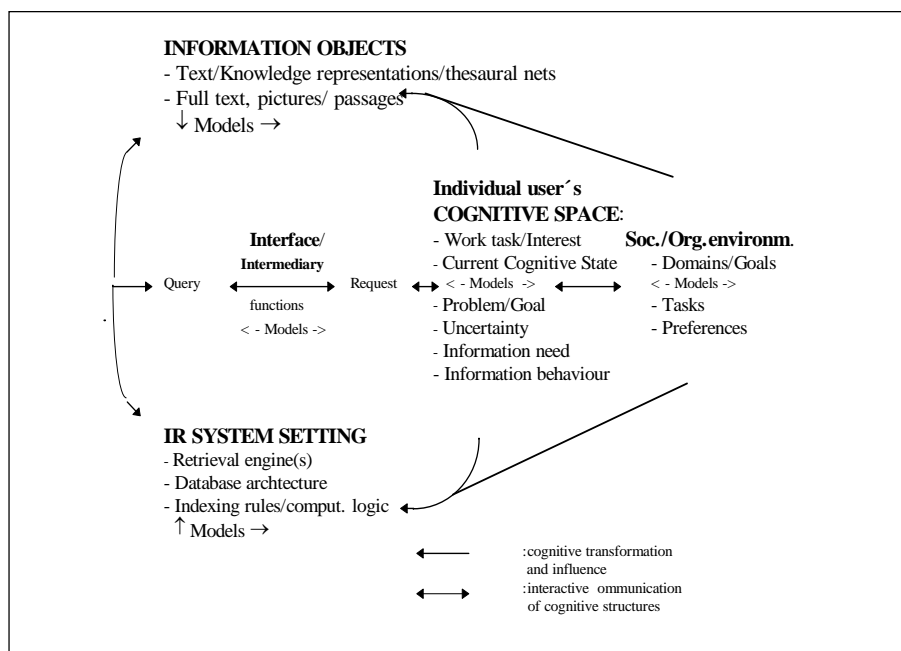 INFORMATION OBJECTS
- Text/Knowledge representations/thesaural nets
- Full text, pictures/ passages
↓ Models →
Individual user´s
COGNITIVE SPACE:
- Work task/Interest
- Current Cognitive State
< - Models ->
- Problem/Goal
- Uncertainty
- Information need
- Information behaviour
Soc./Org.environm.
- Domains/Goals
< - Models ->
- Tasks
- Preferences
Interface/
Intermediary
functions
< - Models ->
Query
Request
.
IR SYSTEM SETTING
- Retrieval engine(s)
- Database archtecture
- Indexing rules/comput. logic
↑ Models →
:cognitive transformation
and influence
:interactive ommunication
of cognitive structures